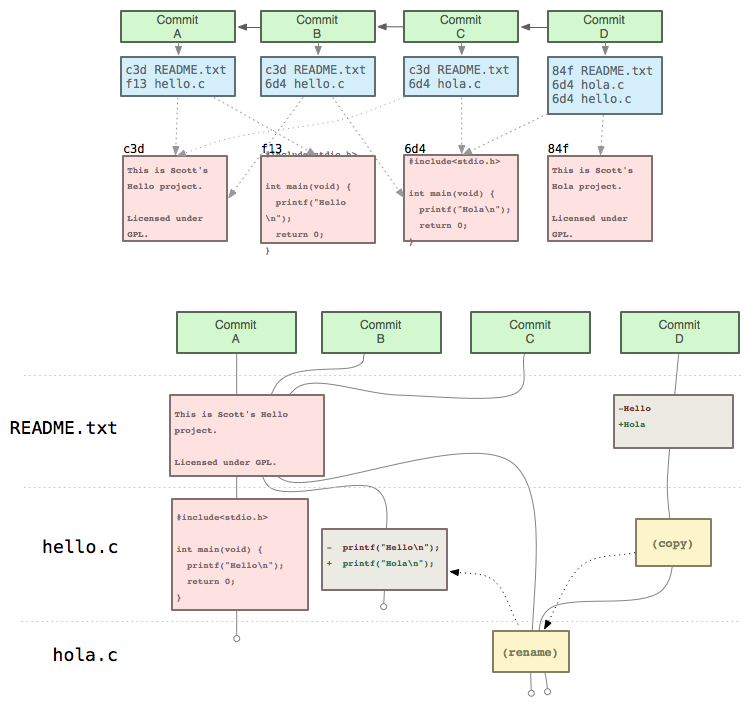 Commit
A
Commit
B
Commit
C
Commit
D
c3d README.txt
f13 hello.c
c3d README.txt
6d4 hello.c
c3d README.txt
6d4 hola.c
84f README.txt
6d4 hola.c
6d4 hello.c
c3d
This is Scott's
Hello project.
Licensed under
GPL.
f13
#include<stdio.h>
int main(void) {
printf("Hello
\n");
return 0;
}
6d4
#include<stdio.h>
int main(void) {
printf("Hola\n");
return 0;
}
84f
This is Scott's
Hola project.
Licensed under
GPL.
Commit
A
Commit
B
Commit
C
Commit
D
README.txt
This is Scott's Hello
project.
Licensed under GPL.
-Hello
+Hola
hello.c
#include<stdio.h>
int main(void) {
printf("Hello\n");
return 0;
}
- printf("Hello\n");
+ printf("Hola\n");
(copy)
hola.c
(rename)